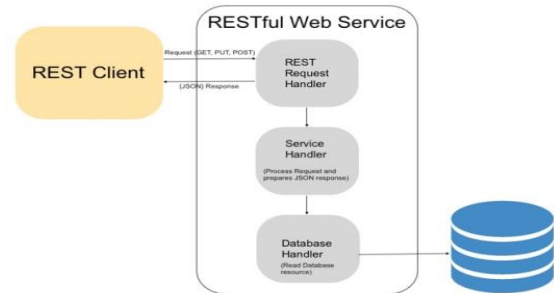 RESTful Web Service
REST Client
Request (GET, PUT, POST)
(JSON) Response
REST
Request
Handler
Service
Handler
(Process Request and
prepares JSON response)
Database
Handler
(Read Database
resource)